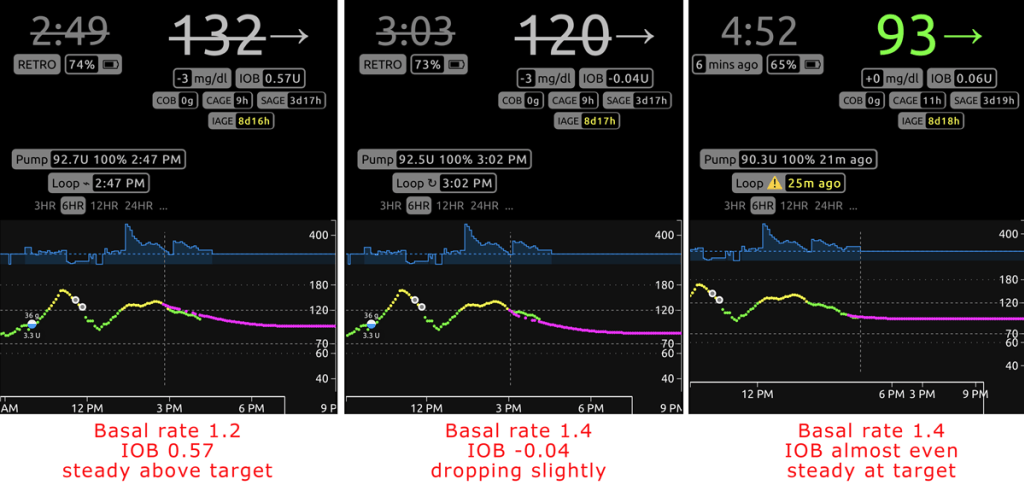 2:49
132→
RETRO 74%
-3 mg/dl IOB 0.57U
COB 0g CAGE 9h SAGE 3d17h
IAGE 8d16h
Pump 92.7U 100% 2:47 PM
Loop ⌁ 2:47 PM
3HR 6HR 12HR 24HR ...
400
180
120
70
60
40
36 g
3.3 U
AM 12 PM 3 PM 6 PM 9 P
Basal rate 1.2
IOB 0.57
steady above target
3:03
120→
RETRO 73%
-3 mg/dl IOB -0.04U
COB 0g CAGE 9h SAGE 3d17h
IAGE 8d17h
Pump 92.5U 100% 3:02 PM
Loop ↻ 3:02 PM
3HR 6HR 12HR 24HR ...
400
180
120
70
60
40
36 g
3.3 U
12 PM 3 PM 6 PM 9 PM
Basal rate 1.4
IOB -0.04
dropping slightly
4:52
93→
6 mins ago 65%
+0 mg/dl IOB 0.06U
COB 0g CAGE 11h SAGE 3d19h
IAGE 8d18h
Pump 90.3U 100% 21m ago
Loop ⚠ 25m ago
3HR 6HR 12HR 24HR ...
400
180
120
70
60
40
12 PM 6 PM 3 PM 9 PM
Basal rate 1.4
IOB almost even
steady at target